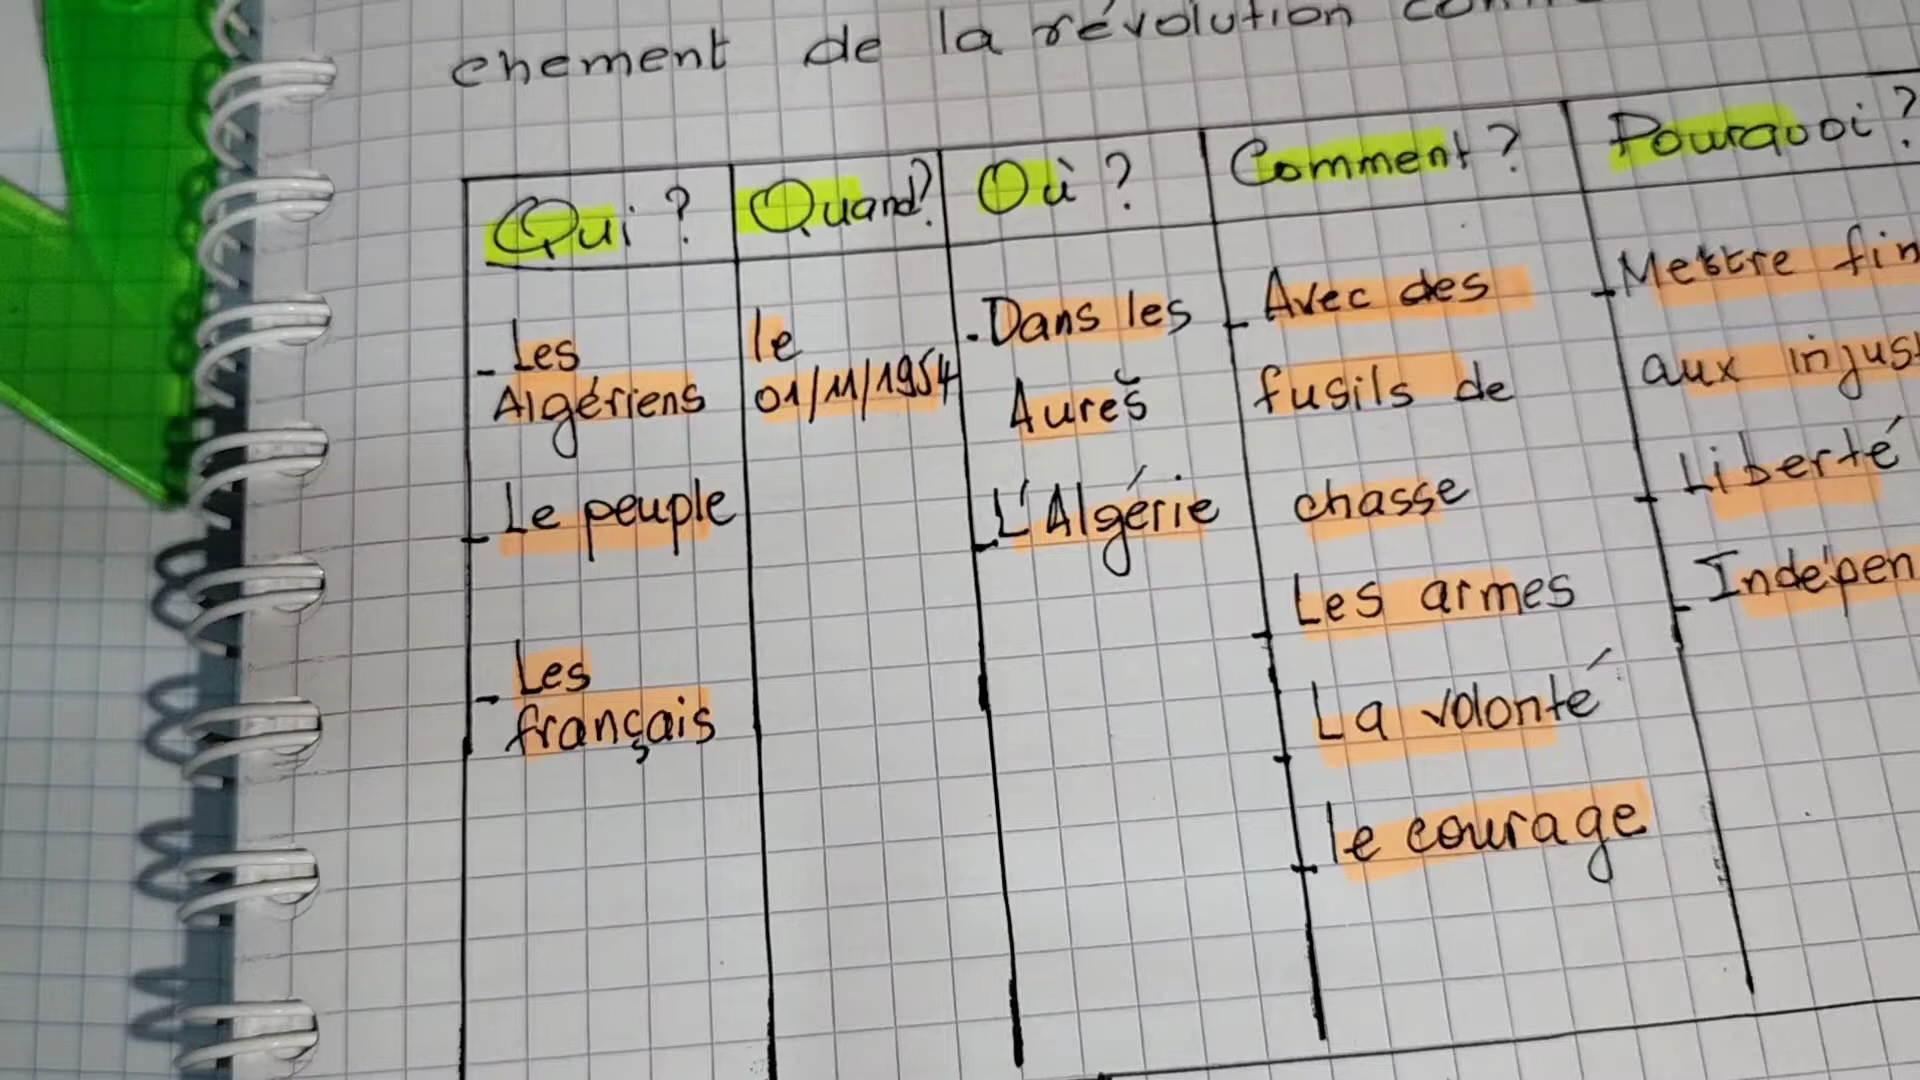 chement de la révolution
Qui ?
Quand?
Où ?
Comment ?
Pourquoi ?
- Les
Algériens
- Le peuple
- Les
français
le
01/11/1954
- Dans les
Aures
- L'Algérie
- Avec des
fusils de
chasse
- Les armes
- La volonté
- le courage
- Mettre fin
aux injus
- Liberté
- Indépen